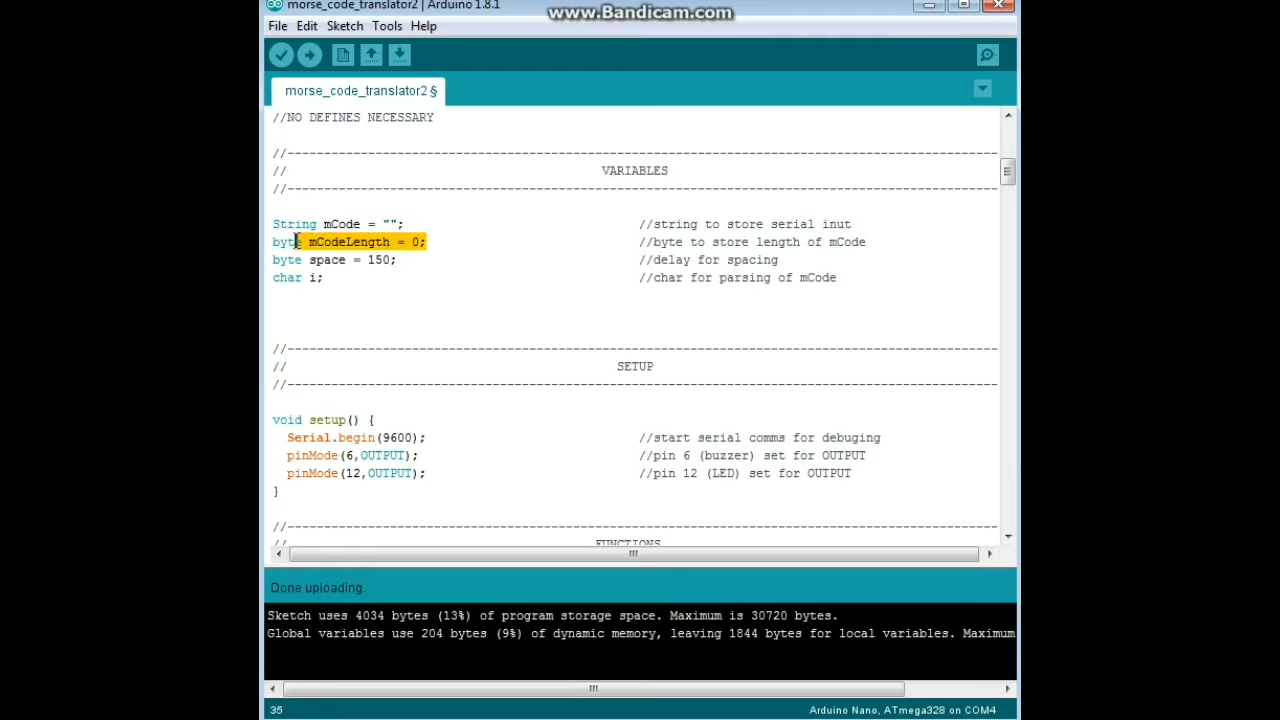 morse_code_translator2 | Arduino 1.8.1
www.Bandicam.com
File Edit Sketch Tools Help
morse_code_translator2 §
//NO DEFINES NECESSARY
//---------------------------------------------------------------------------------------------------
// VARIABLES
//---------------------------------------------------------------------------------------------------
String mCode = ""; //string to store serial inut
byte mCodeLength = 0; //byte to store length of mCode
byte space = 150; //delay for spacing
char i; //char for parsing of mCode
//---------------------------------------------------------------------------------------------------
// SETUP
//---------------------------------------------------------------------------------------------------
void setup() {
Serial.begin(9600); //start serial comms for debuging
pinMode(6,OUTPUT); //pin 6 (buzzer) set for OUTPUT
pinMode(12,OUTPUT); //pin 12 (LED) set for OUTPUT
}
//---------------------------------------------------------------------------------------------------
// FUNCTIONS
Done uploading.
Sketch uses 4034 bytes (13%) of program storage space. Maximum is 30720 bytes.
Global variables use 204 bytes (9%) of dynamic memory, leaving 1844 bytes for local variables. Maximum
35
Arduino Nano, ATmega328 on COM4